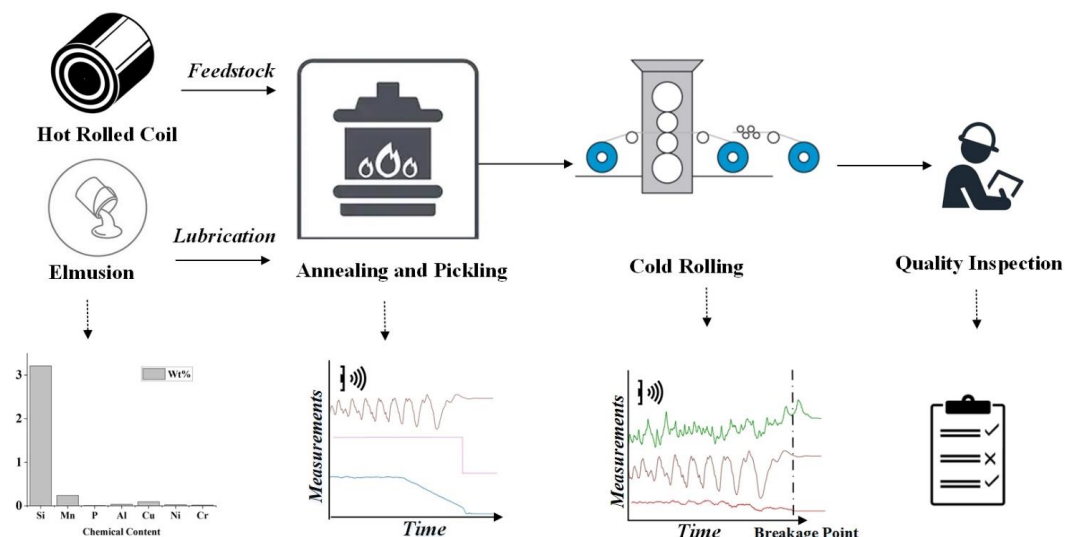 Feedstock
Hot Rolled Coil
Lubrication
Elmusion
Annealing and Pickling
Cold Rolling
Quality Inspection
3
2
1
0
Wt%
Si Mn P Al Cu Ni Cr
Chemical Content
Measurements
Time
Measurements
Time
Breakage Point